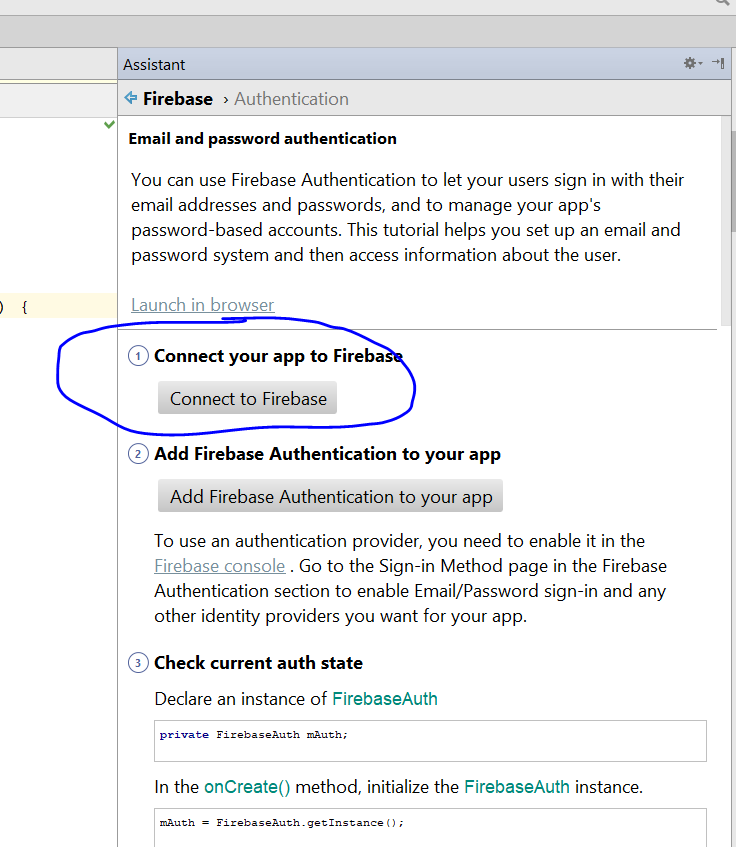 Assistant
Firebase › Authentication
Email and password authentication
You can use Firebase Authentication to let your users sign in with their
email addresses and passwords, and to manage your app's
password-based accounts. This tutorial helps you set up an email and
password system and then access information about the user.
) {
Launch in browser
1 Connect your app to Firebase
Connect to Firebase
2 Add Firebase Authentication to your app
Add Firebase Authentication to your app
To use an authentication provider, you need to enable it in the
Firebase console . Go to the Sign-in Method page in the Firebase
Authentication section to enable Email/Password sign-in and any
other identity providers you want for your app.
3 Check current auth state
Declare an instance of FirebaseAuth
private FirebaseAuth mAuth;
In the onCreate() method, initialize the FirebaseAuth instance.
mAuth = FirebaseAuth.getInstance();